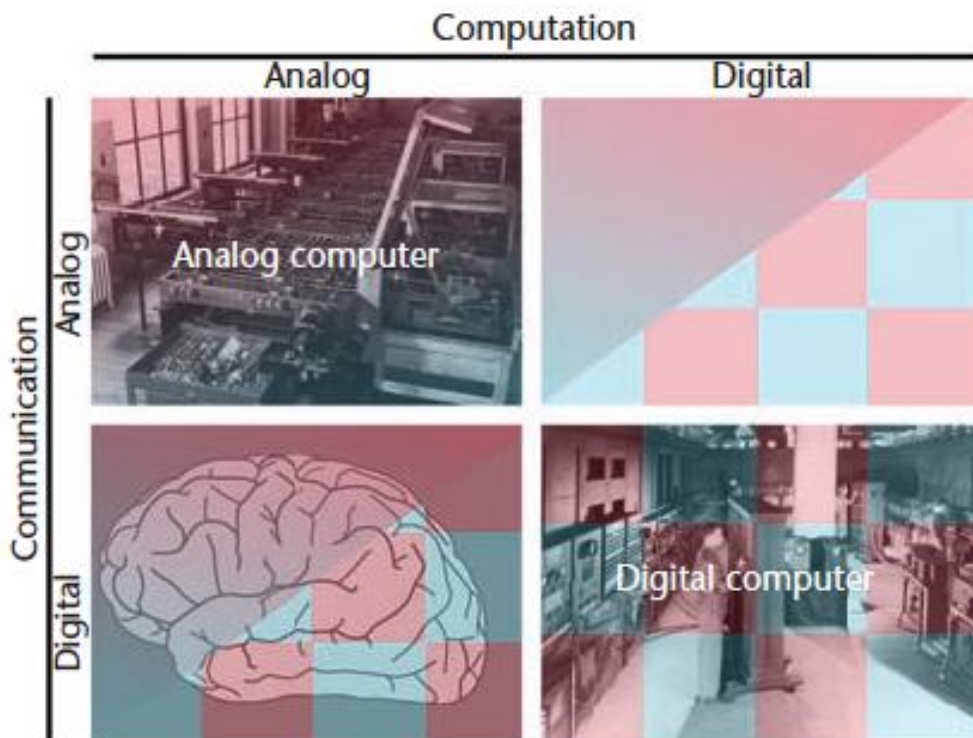 Computation
Analog
Digital
Communication
Analog
Analog computer
Digital
Digital computer